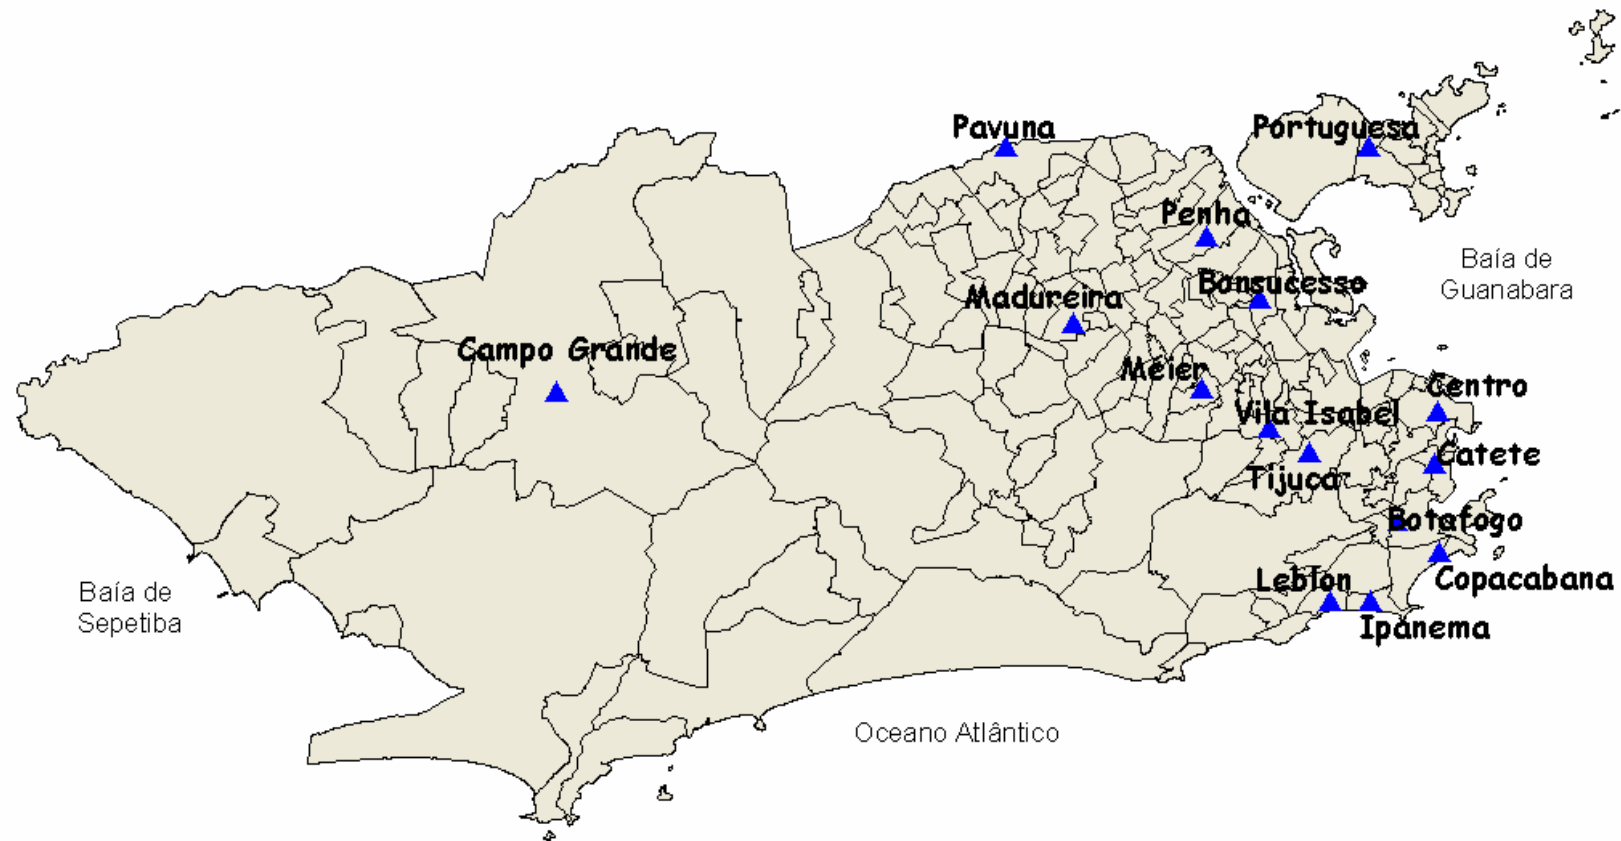 Pavuna
Portuguesa
Penha
Baía de
Guanabara
Bonsucesso
Madureira
Campo Grande
Méier
Centro
Vila Isabel
Catete
Tijuca
Botafogo
Baía de
Sepetiba
Leblon
Copacabana
Ipanema
Oceano Atlântico